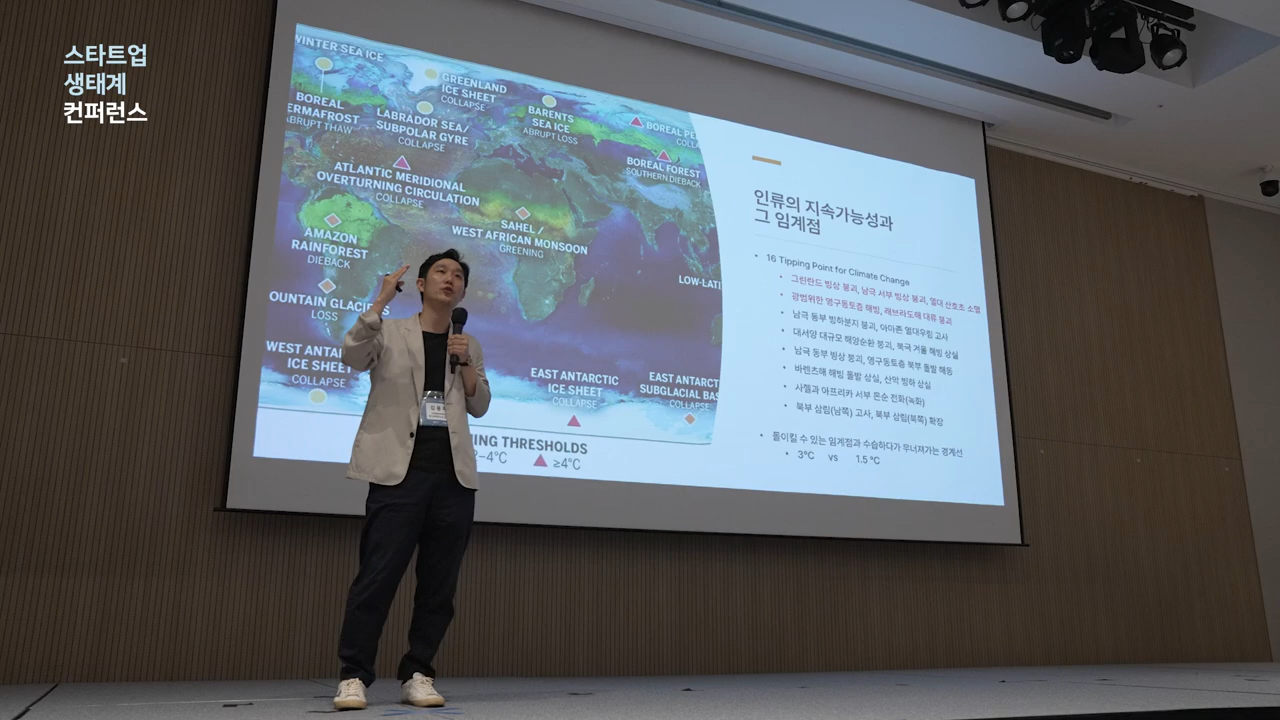 스타트업
생태계
컨퍼런스
WINTER SEA ICE
GREENLAND
ICE SHEET
COLLAPSE
BOREAL
ERMAFROST
ABRUPT THAW
LABRADOR SEA/
SUBPOLAR GYRE
COLLAPSE
BARENTS
SEA ICE
ABRUPT LOSS
BOREAL PE
COLLA
BOREAL FOREST
SOUTHERN DIEBACK
ATLANTIC MERIDIONAL
OVERTURNING CIRCULATION
COLLAPSE
SAHEL /
WEST AFRICAN MONSOON
GREENING
AMAZON
RAINFOREST
DIEBACK
LOW-LATI
OUNTAIN GLACIERS
LOSS
WEST ANTA
ICE SHEET
COLLAPSE
EAST ANTARCTIC
ICE SHEET
COLLAPSE
EAST ANTARCT
SUBGLACIAL BAS
COLLAPSE
ING THRESHOLDS
2–4°C ≥4°C
인류의 지속가능성과
그 임계점
• 16 Tipping Point for Climate Change
• 그린란드 빙상 붕괴, 남극 서부 빙상 붕괴, 열대 산호초 소멸
• 광범위한 영구동토층 해빙, 래브라도해 대류 붕괴
• 남극 동부 빙하분지 붕괴, 아마존 열대우림 고사
• 대서양 대규모 해양순환 붕괴, 북극 겨울 해빙 상실
• 남극 동부 빙상 붕괴, 영구동토층 북부 돌발 해동
• 바렌츠해 해빙 돌발 상실, 산악 빙하 상실
• 사헬과 아프리카 서부 몬순 전화(녹화)
• 북부 삼림(남쪽) 고사, 북부 삼림(북쪽) 확장
• 돌이킬 수 있는 임계점과 수습하다가 무너져가는 경계선
• 3°C vs 1.5 °C